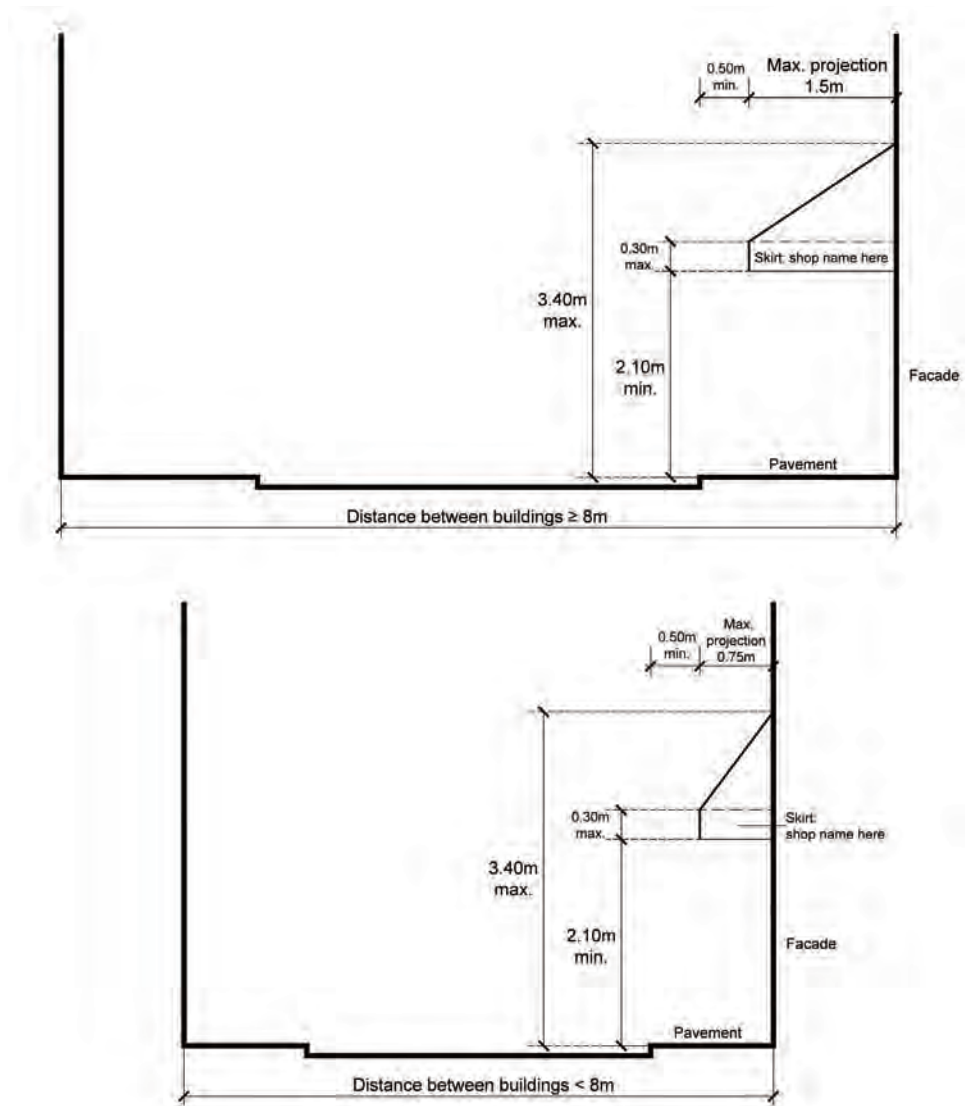 0.50m
min.
Max. projection
1.5m
0.30m
max.
Skirt: shop name here
3.40m
max.
2.10m
min.
Facade
Pavement
Distance between buildings ≥ 8m
0.50m
min.
Max.
projection
0.75m
0.30m
max.
Skirt:
shop name here
3.40m
max.
2.10m
min.
Facade
Pavement
Distance between buildings < 8m